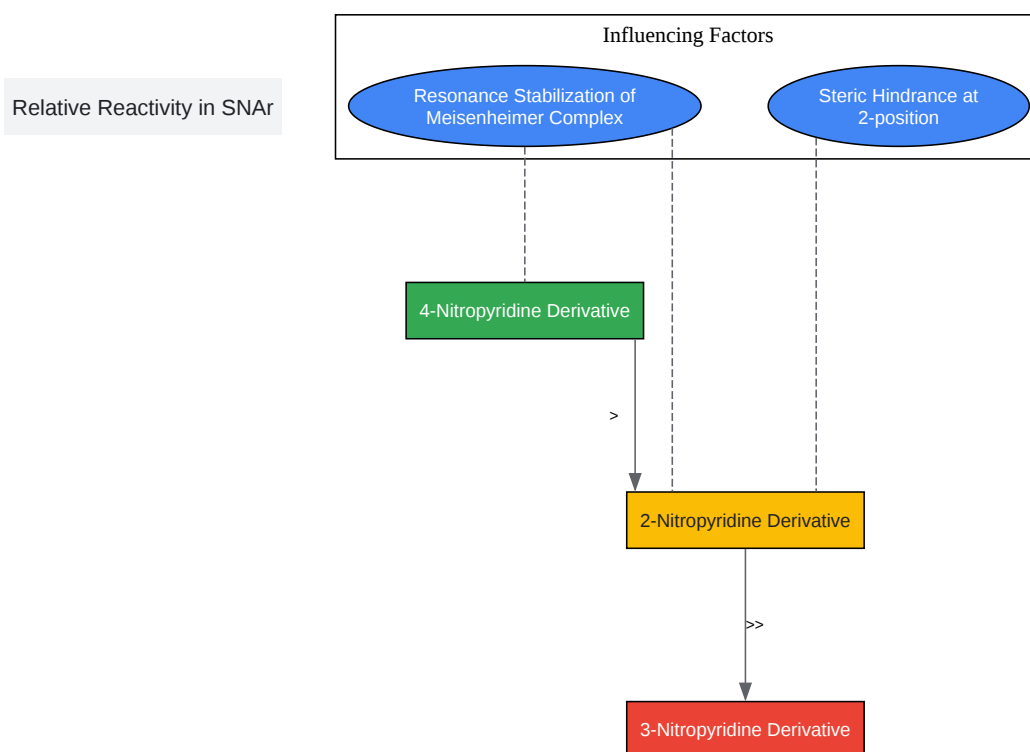 Influencing Factors
Relative Reactivity in SNAr
Resonance Stabilization of
Meisenheimer Complex
Steric Hindrance at
2-position
4-Nitropyridine Derivative
>
2-Nitropyridine Derivative
>>
3-Nitropyridine Derivative